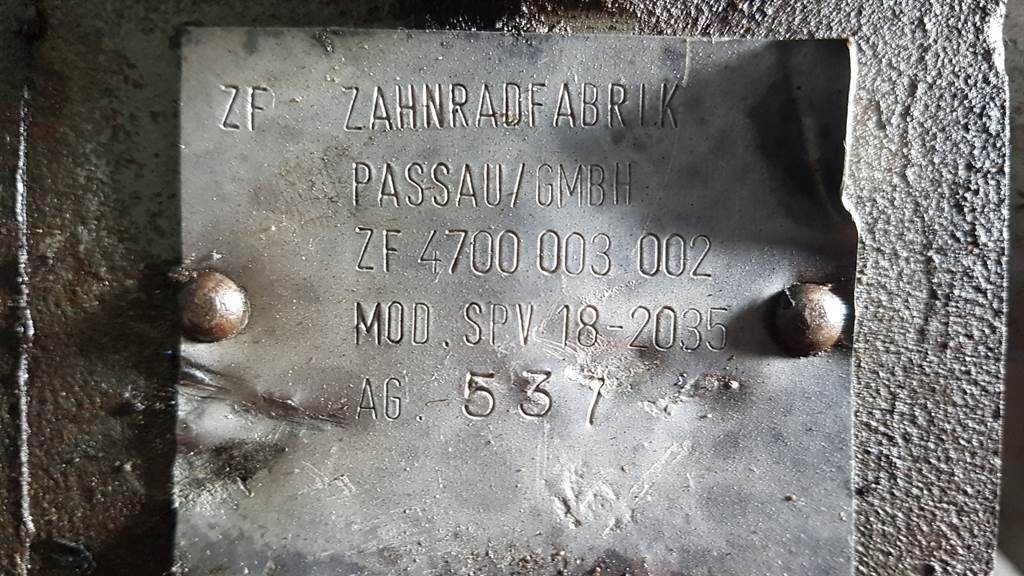 ZF ZAHNRADFABRIK
PASSAU/GMBH
ZF 4700 003 002
MOD. SPV 18-2035
AG. 537